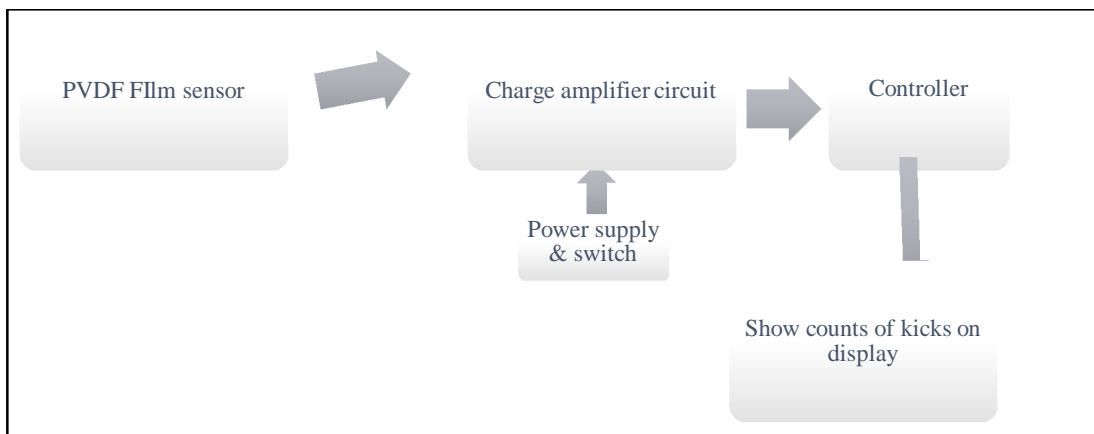 PVDF FIlm sensor
Charge amplifier circuit
Controller
Power supply
& switch
Show counts of kicks on
display